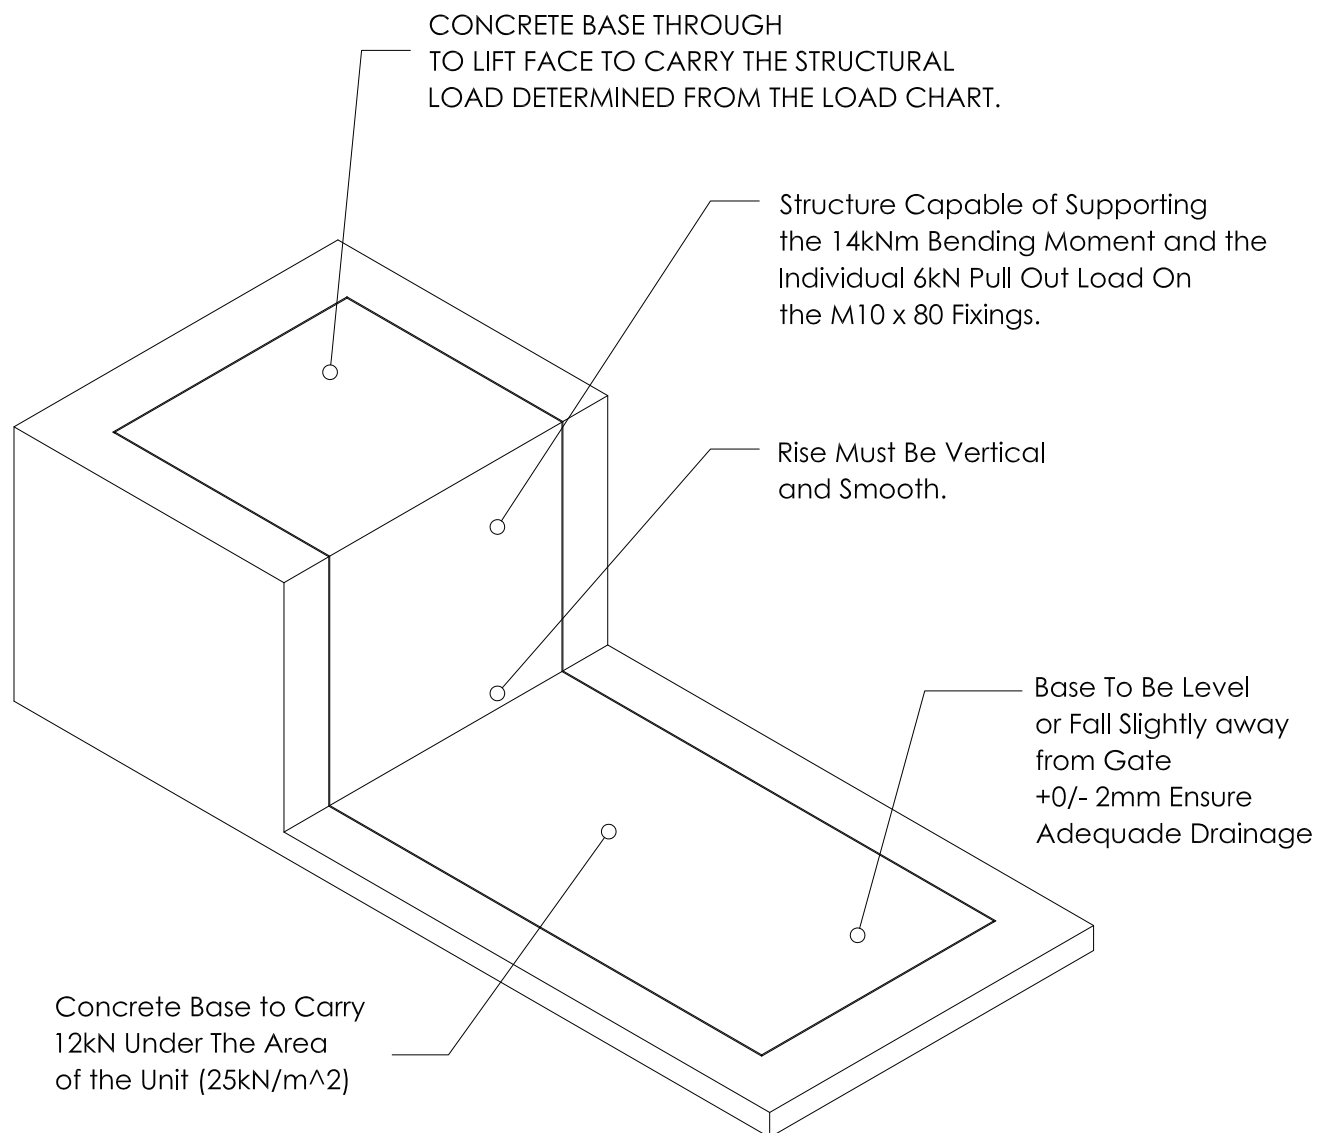 CONCRETE BASE THROUGH
TO LIFT FACE TO CARRY THE STRUCTURAL
LOAD DETERMINED FROM THE LOAD CHART.
Structure Capable of Supporting
the 14kNm Bending Moment and the
Individual 6kN Pull Out Load On
the M10 x 80 Fixings.
Rise Must Be Vertical
and Smooth.
Base To Be Level
or Fall Slightly away
from Gate
+0/- 2mm Ensure
Adequade Drainage
Concrete Base to Carry
12kN Under The Area
of the Unit (25kN/m^2)